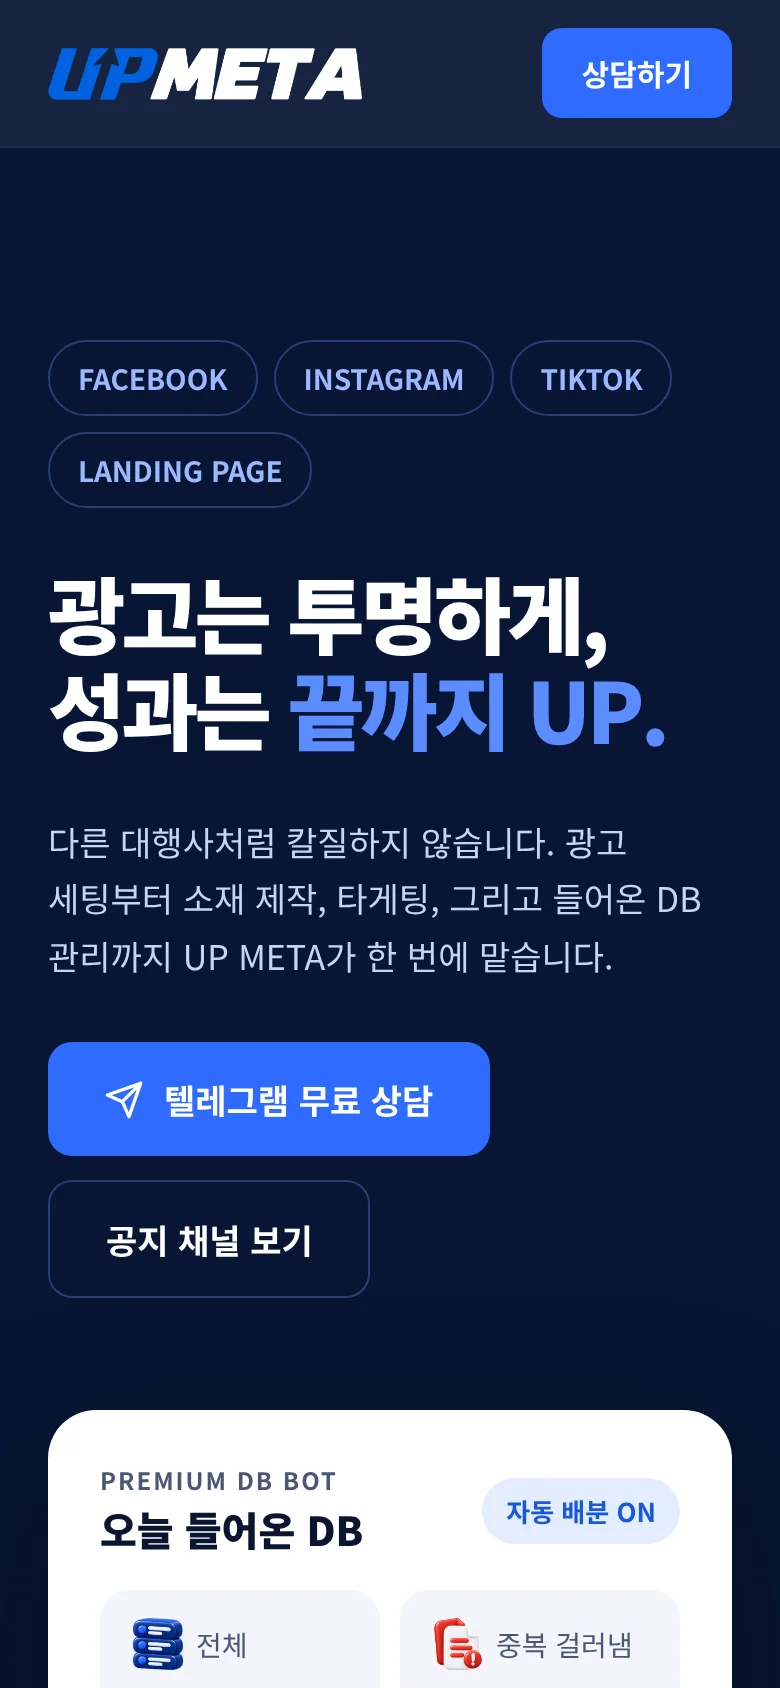 UPMETA
상담하기
FACEBOOK
INSTAGRAM
TIKTOK
LANDING PAGE
광고는 투명하게,
성과는 끝까지 UP.
다른 대행사처럼 칼질하지 않습니다. 광고
세팅부터 소재 제작, 타게팅, 그리고 들어온 DB
관리까지 UP META가 한 번에 맡습니다.
텔레그램 무료 상담
공지 채널 보기
PREMIUM DB BOT
오늘 들어온 DB
자동 배분 ON
전체
중복 걸러냄